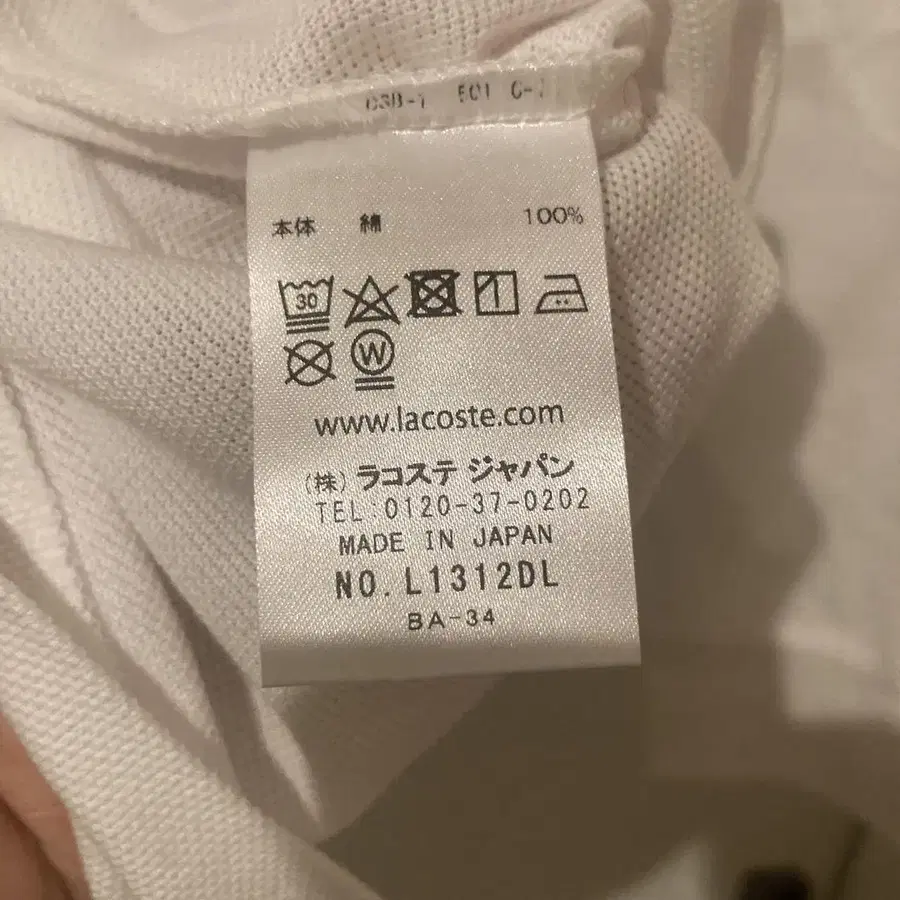 本体 綿 100%
30
W
www.lacoste.com
(株) ラコステ ジャパン
TEL:0120-37-0202
MADE IN JAPAN
NO. L1312DL
BA-34